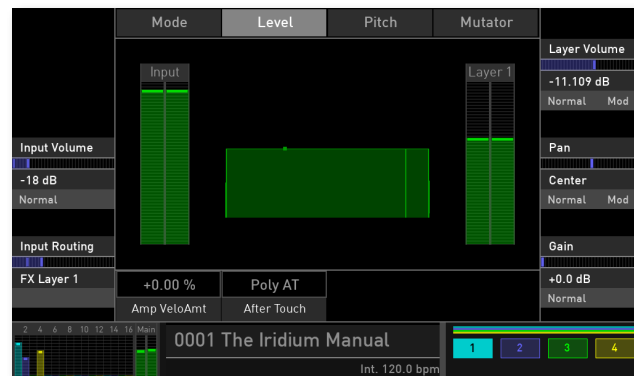 Mode Level Pitch Mutator
Layer Volume
Input
Layer 1
-11.109 dB
Normal Mod
Input Volume
Pan
-18 dB
Center
Normal
Normal Mod
Input Routing
Gain
FX Layer 1
+0.00 %
Poly AT
+0.0 dB
Amp VeloAmt
After Touch
Normal
2 4 6 8 10 12 14 16 Main
0001 The Iridium Manual
1 2 3 4
Int. 120.0 bpm